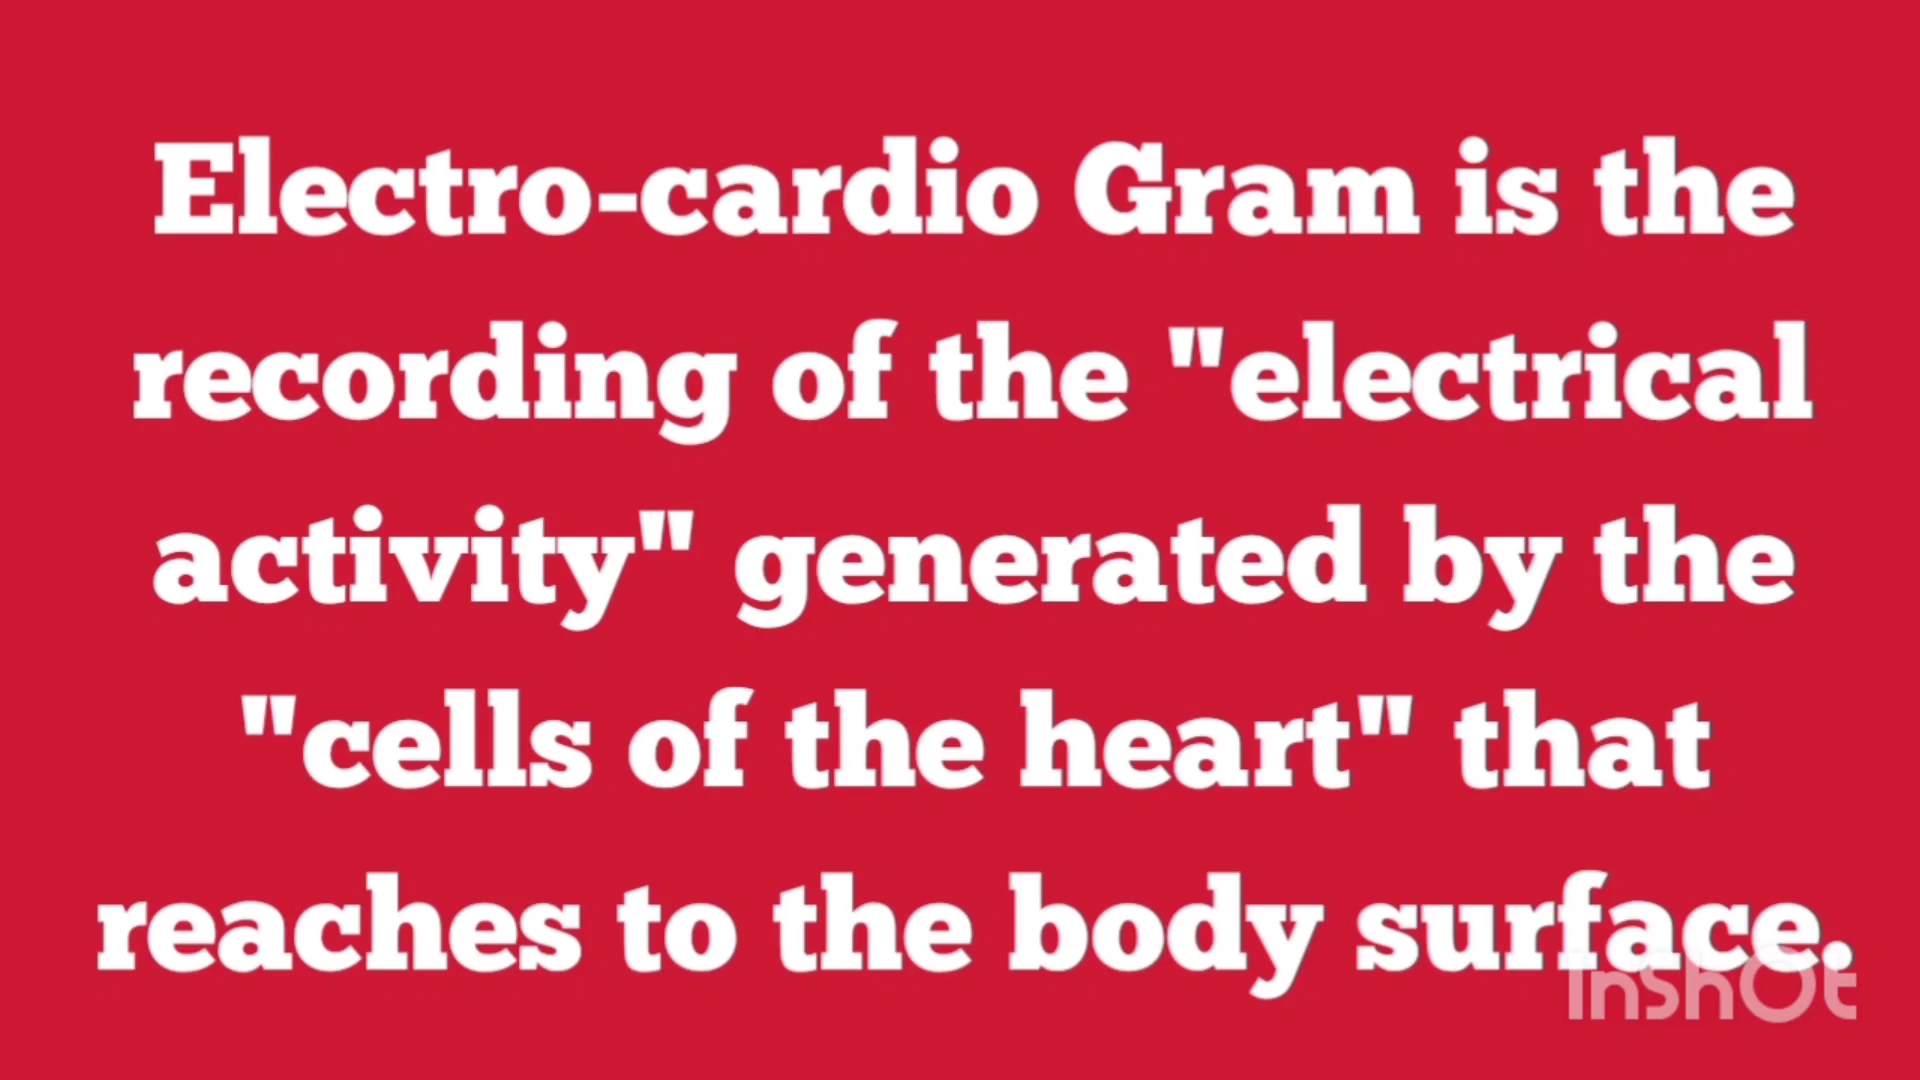 Electro-cardio Gram is the
recording of the "electrical
activity" generated by the
"cells of the heart" that
reaches to the body surface.
InShOt